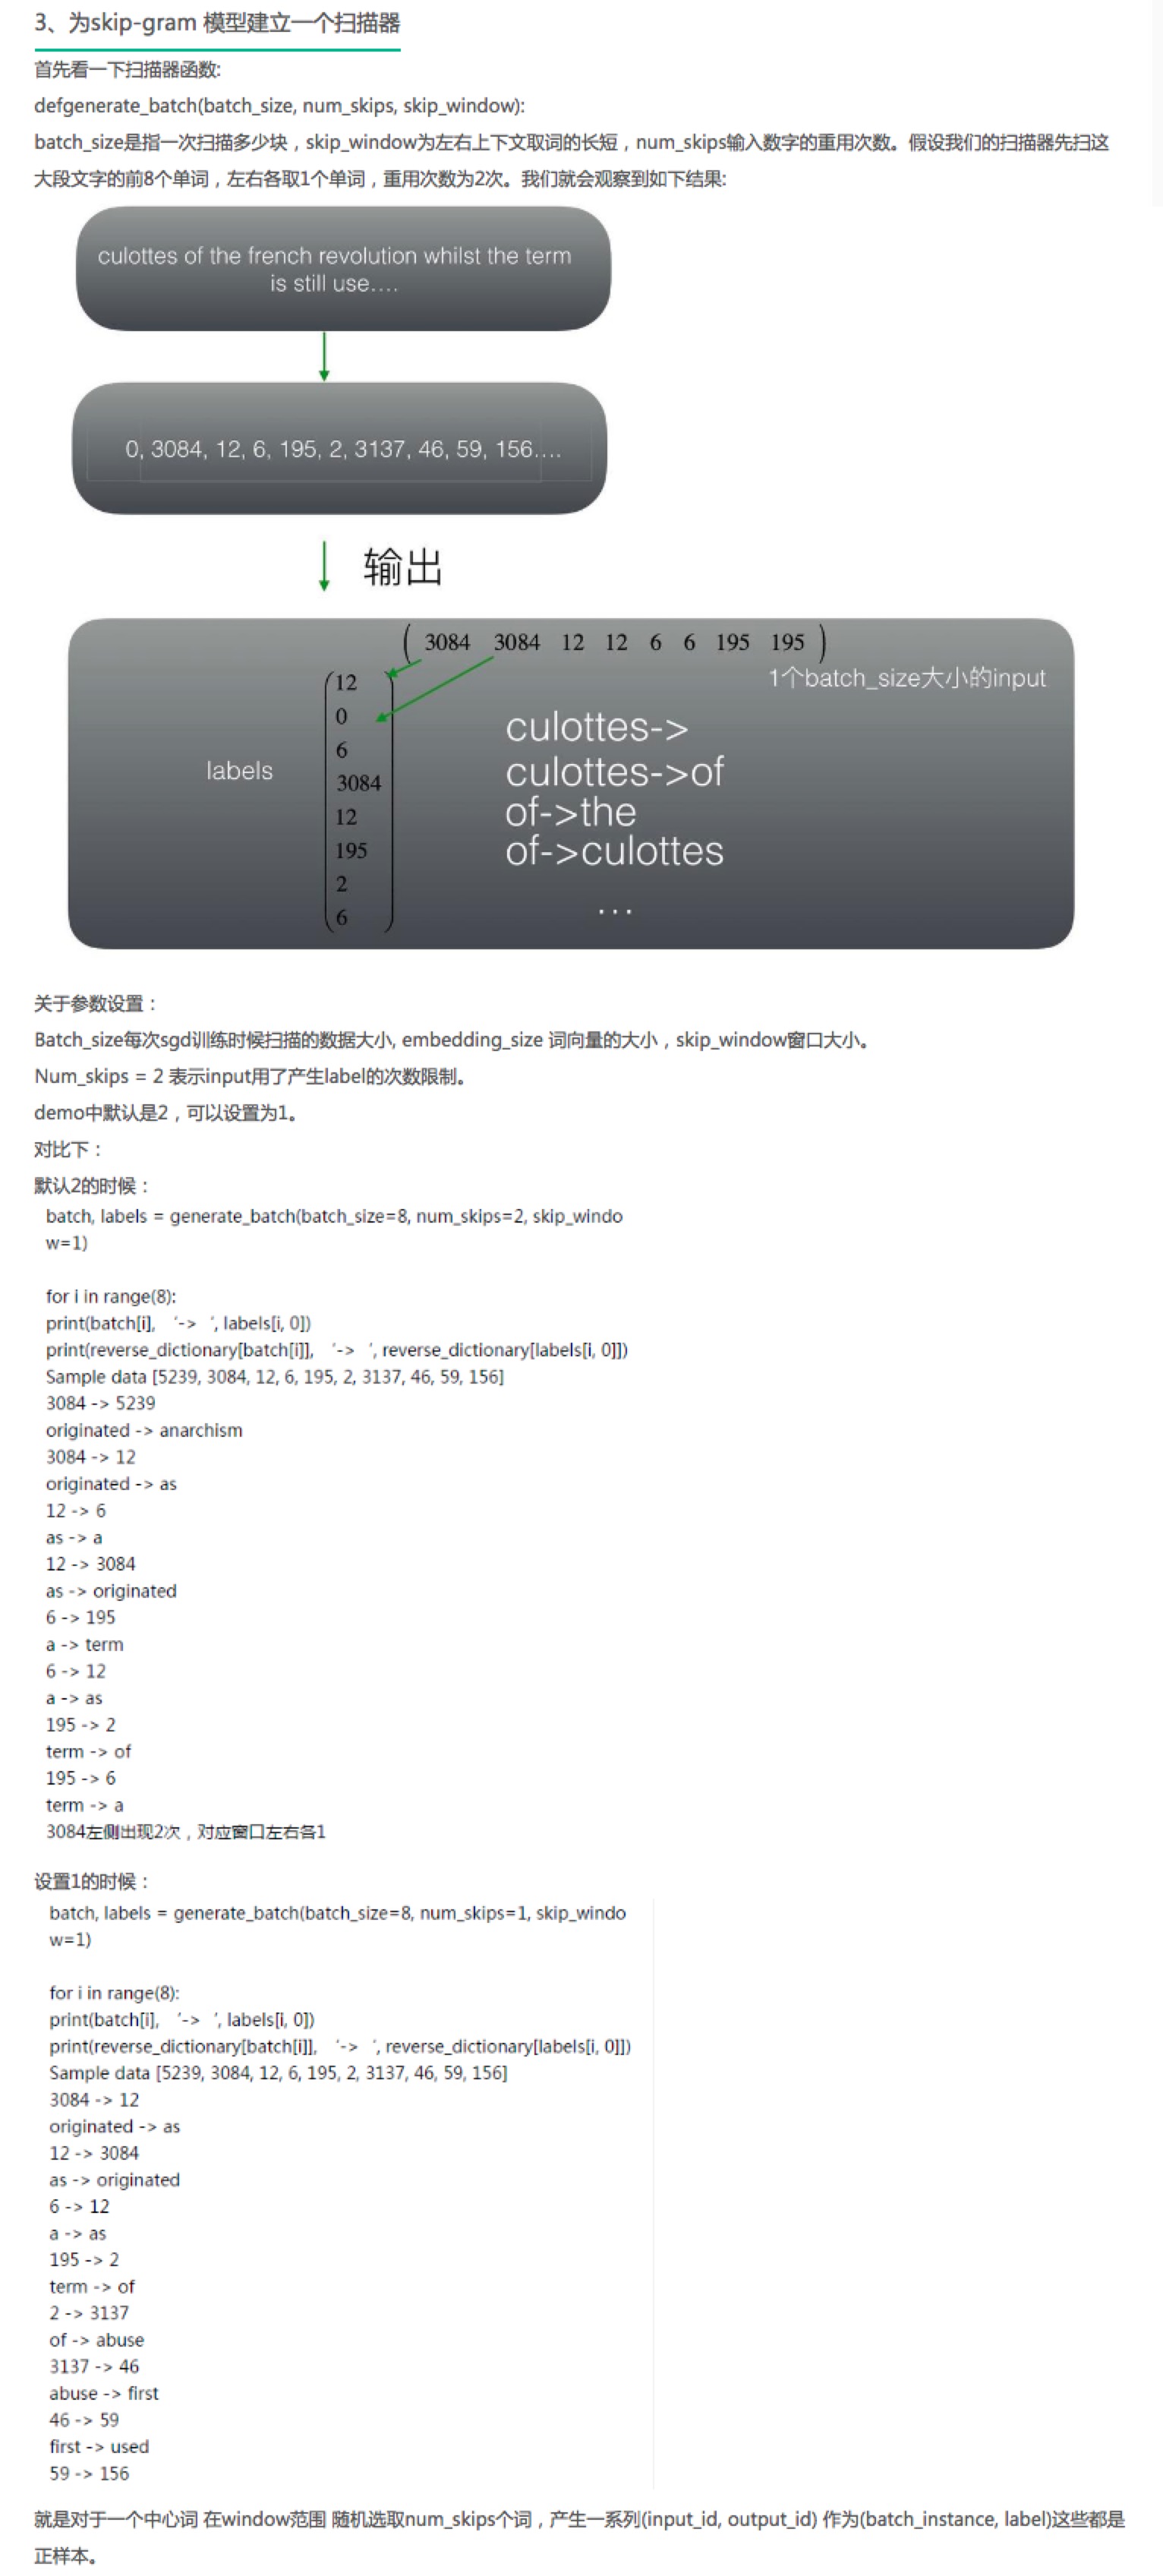 3、为skip-gram 模型建立一个扫描器
首先看一下扫描器函数:
defgenerate_batch(batch_size, num_skips, skip_window):
batch_size是指一次扫描多少块，skip_window为左右上下文取词的长短，num_skips输入数字的重用次数。假设我们的扫描器先扫这
大段文字的前8个单词，左右各取1个单词，重用次数为2次。我们就会观察到如下结果:
culottes of the french revolution whilst the term
is still use....
0, 3084, 12, 6, 195, 2, 3137, 46, 59, 156....
输出
( 3084 3084 12 12 6 6 195 195 )
1个batch_size大小的input
labels
12
0
6
3084
12
195
2
6
culottes->
culottes->of
of->the
of->culottes
...
关于参数设置：
Batch_size每次sgd训练时候扫描的数据大小, embedding_size 词向量的大小，skip_window窗口大小。
Num_skips = 2 表示input用了产生label的次数限制。
demo中默认是2，可以设置为1。
对比下：
默认2的时候：
batch, labels = generate_batch(batch_size=8, num_skips=2, skip_windo
w=1)
for i in range(8):
print(batch[i], ‘-> ‘, labels[i, 0])
print(reverse_dictionary[batch[i]], ‘-> ‘, reverse_dictionary[labels[i, 0]])
Sample data [5239, 3084, 12, 6, 195, 2, 3137, 46, 59, 156]
3084 -> 5239
originated -> anarchism
3084 -> 12
originated -> as
12 -> 6
as -> a
12 -> 3084
as -> originated
6 -> 195
a -> term
6 -> 12
a -> as
195 -> 2
term -> of
195 -> 6
term -> a
3084左侧出现2次，对应窗口左右各1
设置1的时候：
batch, labels = generate_batch(batch_size=8, num_skips=1, skip_windo
w=1)
for i in range(8):
print(batch[i], ‘-> ‘, labels[i, 0])
print(reverse_dictionary[batch[i]], ‘-> ‘, reverse_dictionary[labels[i, 0]])
Sample data [5239, 3084, 12, 6, 195, 2, 3137, 46, 59, 156]
3084 -> 12
originated -> as
12 -> 3084
as -> originated
6 -> 12
a -> as
195 -> 2
term -> of
2 -> 3137
of -> abuse
3137 -> 46
abuse -> first
46 -> 59
first -> used
59 -> 156
就是对于一个中心词 在window范围 随机选取num_skips个词，产生一系列(input_id, output_id) 作为(batch_instance, label)这些都是
正样本。